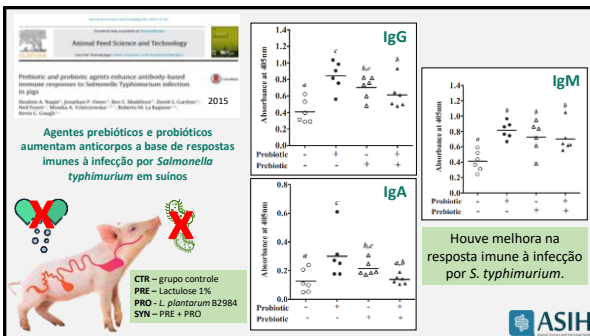 ELSEVIER
Animal Feed Science and Technology
Prebiotic and probiotic agents enhance antibody-based
immune responses to Salmonella Typhimurium infection
in pigs
2015
Agentes prebióticos e probióticos
aumentam anticorpos a base de respostas
imunes à infecção por Salmonella
typhimurium em suínos
X
X
CTR – grupo controle
PRE – Lactulose 1%
PRO - L. plantarum B2984
SYN – PRE + PRO
IgG
Absorbance at 405nm
1.4
1.2
1.0
0.8
0.6
0.4
0.2
0.0
a
c
b,c
b
Probiotic - + - +
Prebiotic - - + +
IgA
Absorbance at 405nm
0.8
0.6
0.4
0.2
0.0
a
c
b,c
a,b
Probiotic - + - +
Prebiotic - - + +
IgM
Absorbance at 405nm
1.4
1.2
1.0
0.8
0.6
0.4
0.2
0.0
a
b
b
b
Probiotic - + - +
Prebiotic - - + +
Houve melhora na
resposta imune à infecção
por S. typhimurium.
ASIH